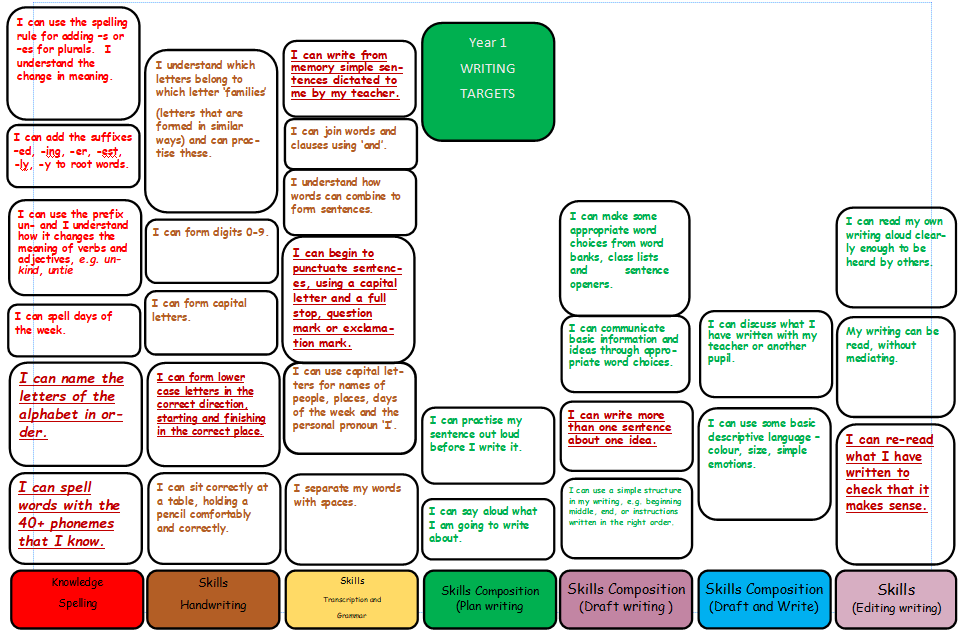 I can use the spelling
rule for adding –s or
–es for plurals. I
understand the
change in meaning.
I can add the suffixes
-ed, -ing, -er, -est,
-ly, -y to root words.
I can use the prefix
un- and I understand
how it changes the
meaning of verbs and
adjectives, e.g. un-
kind, untie
I can spell days of
the week.
I can name the
letters of the
alphabet in or-
der.
I can spell
words with the
40+ phonemes
that I know.
Knowledge
Spelling
I understand which
letters belong to
which letter ‘families’
(letters that are
formed in similar
ways) and can prac-
tise these.
I can form digits 0-9.
I can form capital
letters.
I can form lower
case letters in the
correct direction,
starting and finishing
in the correct place.
I can sit correctly at
a table, holding a
pencil comfortably
and correctly.
Skills
Handwriting
I can write from
memory simple sen-
tences dictated to
me by my teacher.
I can join words and
clauses using ‘and’.
I understand how
words can combine to
form sentences.
I can begin to
punctuate sentenc-
es, using a capital
letter and a full
stop, question
mark or exclama-
tion mark.
I can use capital let-
ters for names of
people, places, days
of the week and the
personal pronoun ‘I’.
I separate my words
with spaces.
Skills
Transcription and
Grammar
Year 1
WRITING
TARGETS
I can practise my
sentence out loud
before I write it.
I can say aloud what
I am going to write
about.
Skills Composition
(Plan writing
I can make some
appropriate word
choices from word
banks, class lists
and sentence
openers.
I can communicate
basic information and
ideas through appro-
priate word choices.
I can write more
than one sentence
about one idea.
I can use a simple structure
in my writing, e.g. beginning
middle, end, or instructions
written in the right order.
Skills Composition
(Draft writing )
I can discuss what I
have written with my
teacher or another
pupil.
I can use some basic
descriptive language –
colour, size, simple
emotions.
Skills Composition
(Draft and Write)
I can read my own
writing aloud clear-
ly enough to be
heard by others.
My writing can be
read, without
mediating.
I can re-read
what I have
written to
check that it
makes sense.
Skills
(Editing writing)